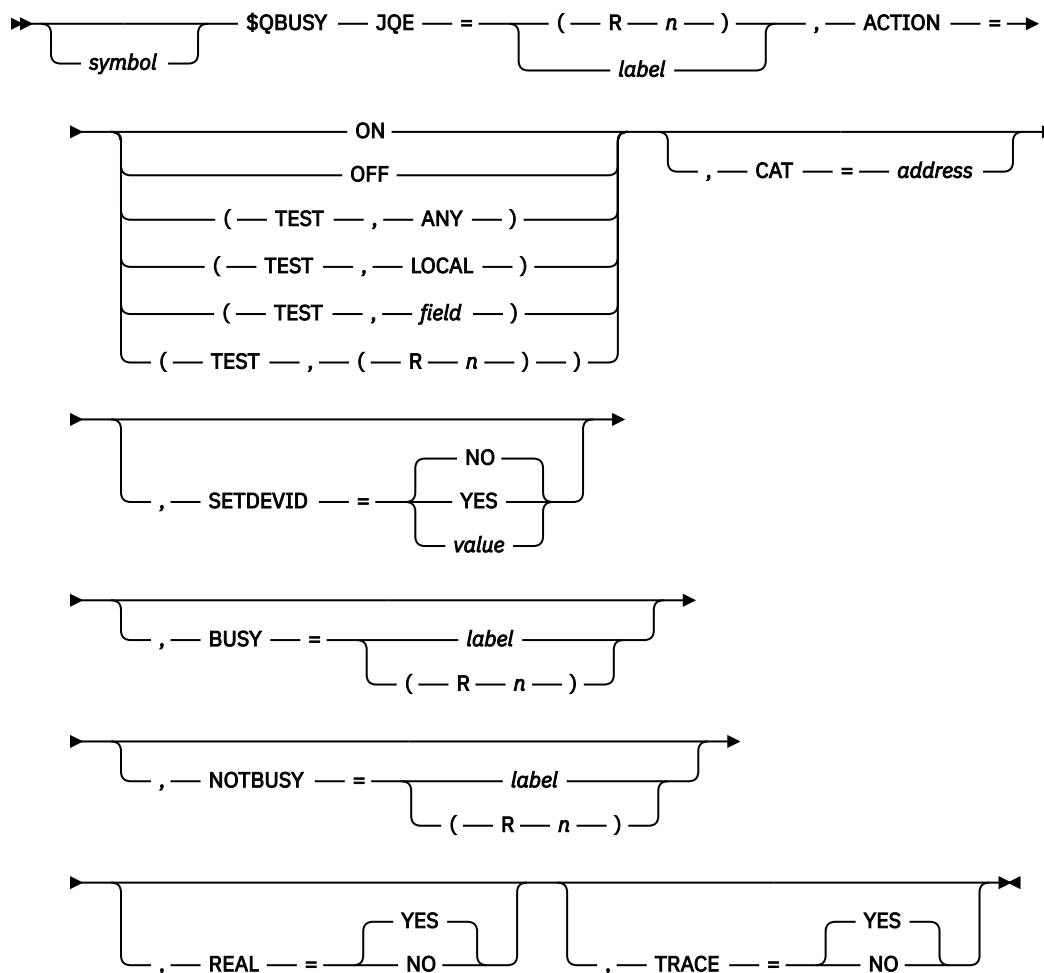 $QBUSY JQE = ( R n ) , ACTION =
symbol
label
ON
OFF , CAT = address
( TEST , ANY )
( TEST , LOCAL )
( TEST , field )
( TEST , ( R n ) )
NO
, SETDEVID = YES
value
, BUSY = label
( R n )
, NOTBUSY = label
( R n )
YES YES
, REAL = NO , TRACE = NO